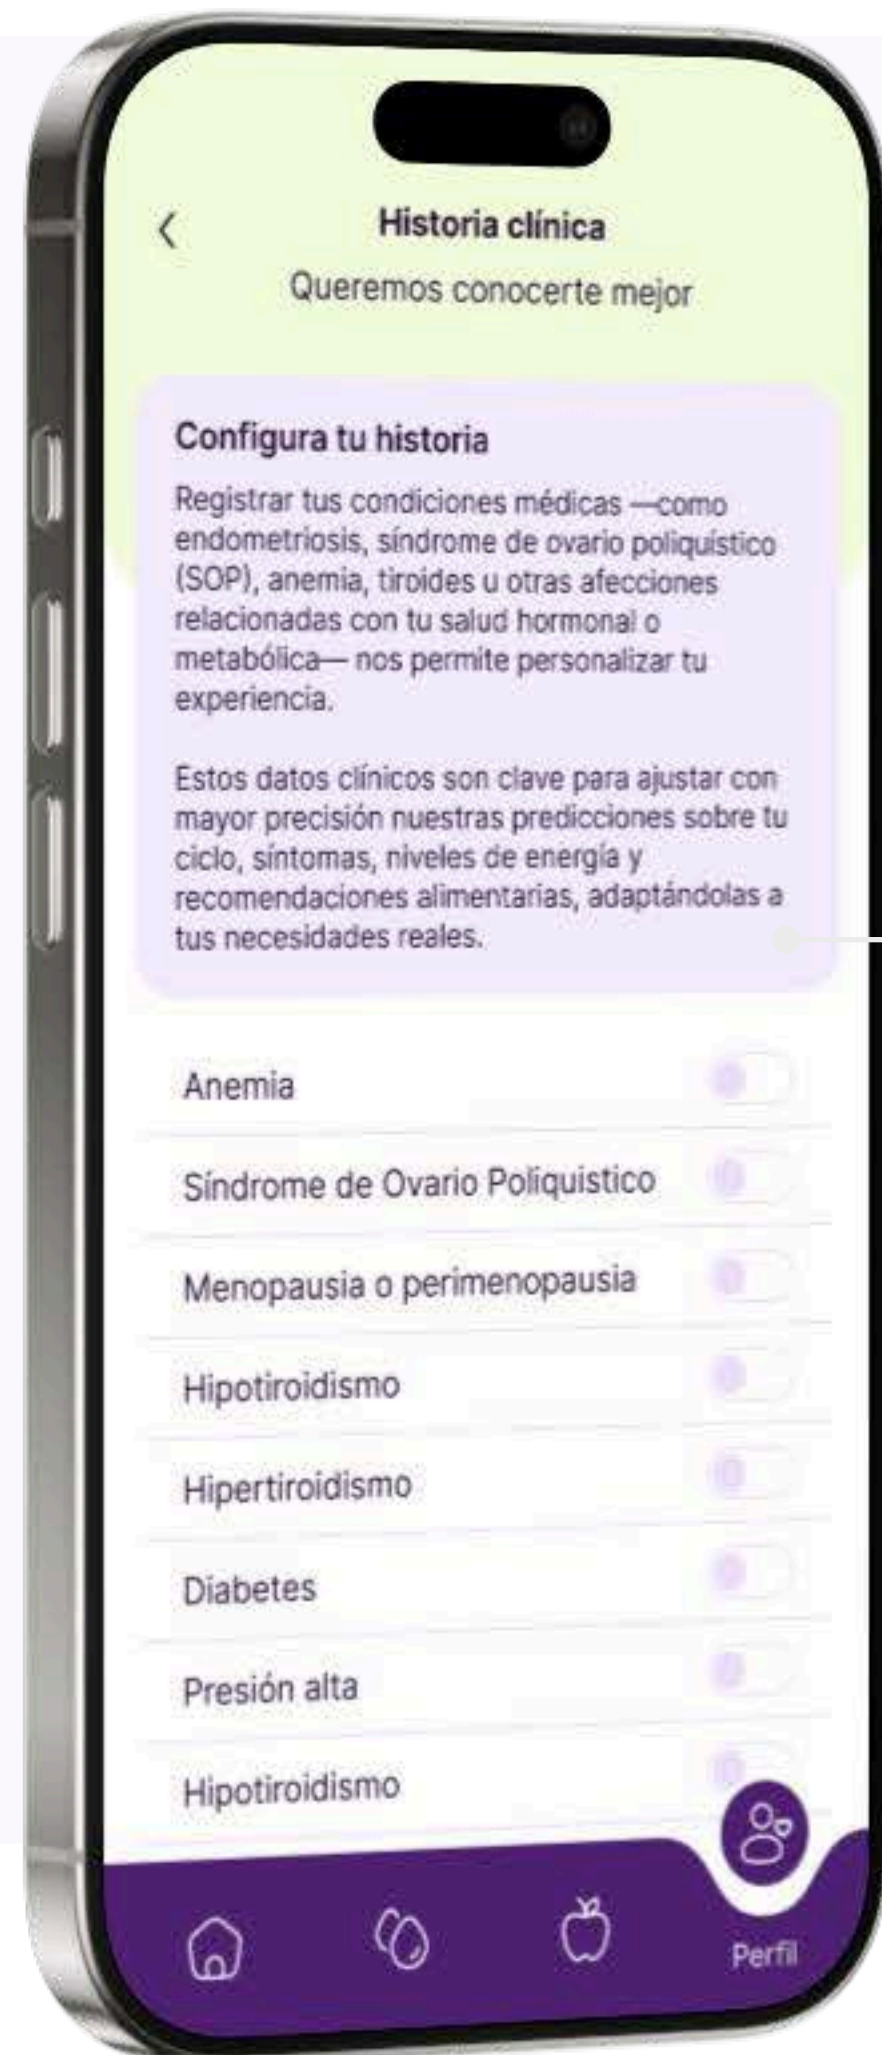 Historia clínica
Queremos conocerte mejor
Configura tu historia
Registrar tus condiciones médicas —como
endometriosis, síndrome de ovario poliquístico
(SOP), anemia, tiroides u otras afecciones
relacionadas con tu salud hormonal o
metabólica— nos permite personalizar tu
experiencia.
Estos datos clínicos son clave para ajustar con
mayor precisión nuestras predicciones sobre tu
ciclo, síntomas, niveles de energía y
recomendaciones alimentarias, adaptándolas a
tus necesidades reales.
Anemia
Síndrome de Ovario Poliquistico
Menopausia o perimenopausia
Hipotiroidismo
Hipertiroidismo
Diabetes
Presión alta
Hipotiroidismo
Perfil